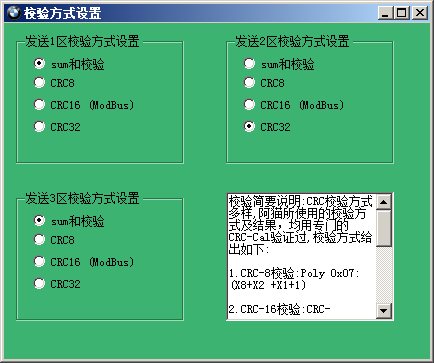 校验方式设置
发送1区校验方式设置
sum和校验
CRC8
CRC16 (ModBus)
CRC32
发送2区校验方式设置
sum和校验
CRC8
CRC16 (ModBus)
CRC32
发送3区校验方式设置
sum和校验
CRC8
CRC16 (ModBus)
CRC32
校验简要说明:CRC校验方式
多样,阿猫所使用的校验方
式及结果，均用专门的
CRC-Cal验证过,校验方式给
出如下:
1.CRC-8校验:Poly 0x07:
(X8+X2 +X1+1)
2.CRC-16校验:CRC-